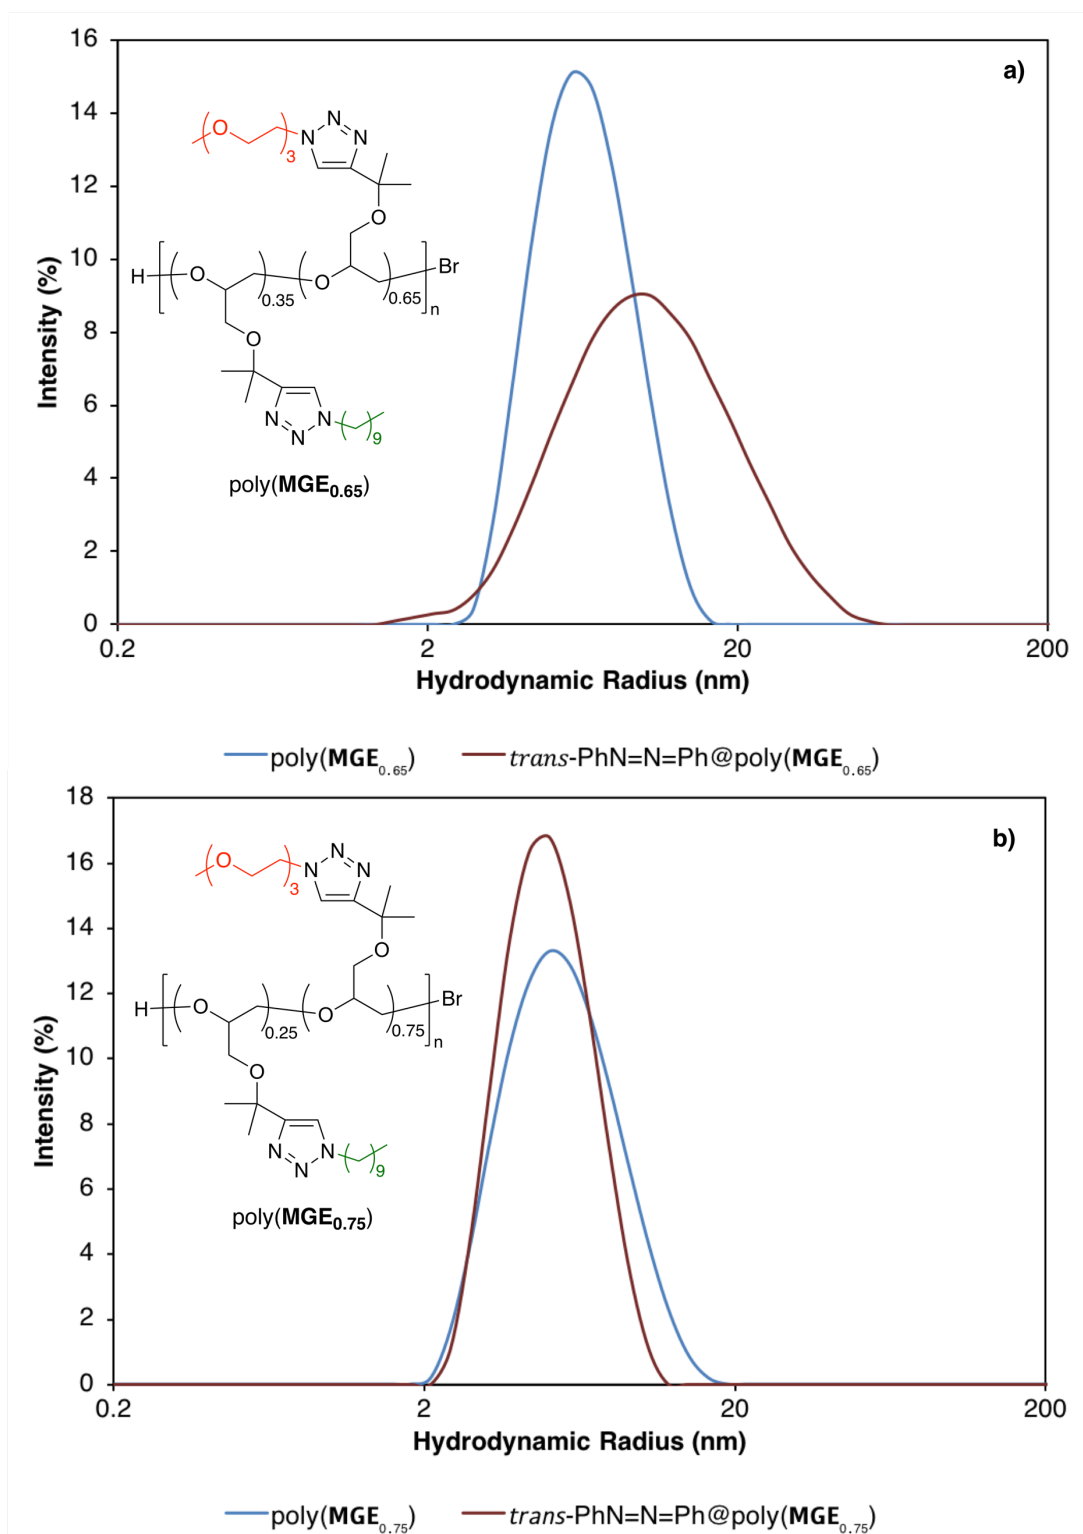 a)
16
14
12
10
8
6
4
2
0
Intensity (%)
0.2 2 20 200
Hydrodynamic Radius (nm)
O
3
N
N
N
O
H
O
0.35
O
0.65
n
Br
O
N
N
N
9
poly(MGE0.65)
poly(MGE0.65) trans-PhN=N=Ph@poly(MGE0.65)
b)
18
16
14
12
10
8
6
4
2
0
Intensity (%)
0.2 2 20 200
Hydrodynamic Radius (nm)
O
3
N
N
N
O
H
O
0.25
O
0.75
n
Br
O
N
N
N
9
poly(MGE0.75)
poly(MGE0.75) trans-PhN=N=Ph@poly(MGE0.75)